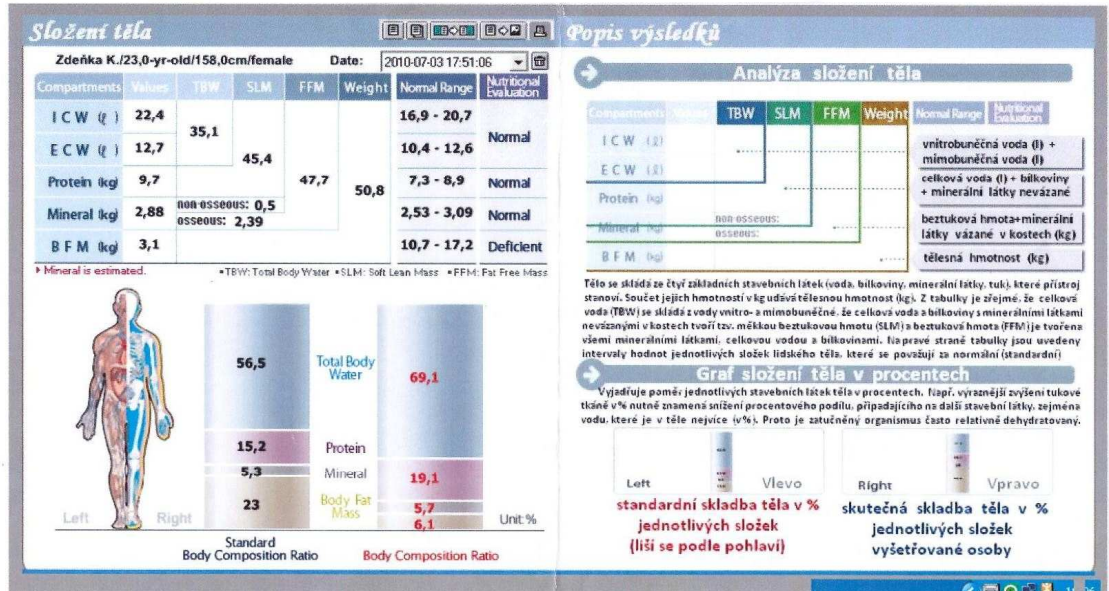 Složení těla
Zdeňka K./23,0-yr-old/158,0cm/female Date: 2010-07-03 17:51:06
Compartments Values TBW SLM FFM Weight Normal Range Nutritional Evaluation
ICW (ℓ) 22,4 35,1 45,4 47,7 50,8 16,9 - 20,7 Normal
ECW (ℓ) 12,7 10,4 - 12,6
Protein (kg) 9,7 7,3 - 8,9 Normal
Mineral (kg) 2,88 non-osseous: 0,5 2,53 - 3,09 Normal
osseous: 2,39
BFM (kg) 3,1 10,7 - 17,2 Deficient
Mineral is estimated. ▪TBW: Total Body Water ▪SLM: Soft Lean Mass ▪FFM: Fat Free Mass
56,5 Total Body Water 69,1
15,2 Protein 19,1
5,3 Mineral 5,7
23 Body Fat Mass 6,1
Left Right Unit:%
Standard
Body Composition Ratio
Body Composition Ratio
Popis výsledků
Analýza složení těla
Compartments Values TBW SLM FFM Weight Normal Range Nutritional Evaluation
ICW (ℓ)
ECW (ℓ)
Protein (kg)
Mineral (kg) non-osseous:
osseous:
BFM (kg)
vnitrobuněčná voda (l) +
mimobuněčná voda (l)
celková voda (l) + bílkoviny
+ minerální látky nevázané
beztuková hmota+minerální
látky vázané v kostech (kg)
tělesná hmotnost (kg)
Tělo se skládá ze čtyř základních stavebních látek (voda, bílkoviny, minerální látky, tuk), které přístroj
stanoví. Součet jejich hmotností v kg udává tělesnou hmotnost (kg). Z tabulky je zřejmé, že celková
voda (TBW) se skládá z vody vnitro- a mimobuněčné, že celková voda a bílkoviny s minerálními látkami
nevázanými v kostech tvoří tzv. měkkou beztukovou hmotu (SLM) a beztuková hmota (FFM) je tvořena
všemi minerálními látkami, celkovou vodou a bílkovinami. Na pravé straně tabulky jsou uvedeny
intervaly hodnot jednotlivých složek lidského těla, které se považují za normální (standardní)
Graf složení těla v procentech
Vyjadřuje poměr jednotlivých stavebních látek těla v procentech. Např. výraznější zvýšení tukové
tkáně v % nutně znamená snížení procentového podílu, připadajícího na další stavební látky, zejména
vodu, které je v těle nejvíce (v%). Proto je zatučněný organismus často relativně dehydratovaný.
Left Vlevo
standardní skladba těla v %
jednotlivých složek
(liší se podle pohlaví)
Right Vpravo
skutečná skladba těla v %
jednotlivých složek
vyšetřované osoby